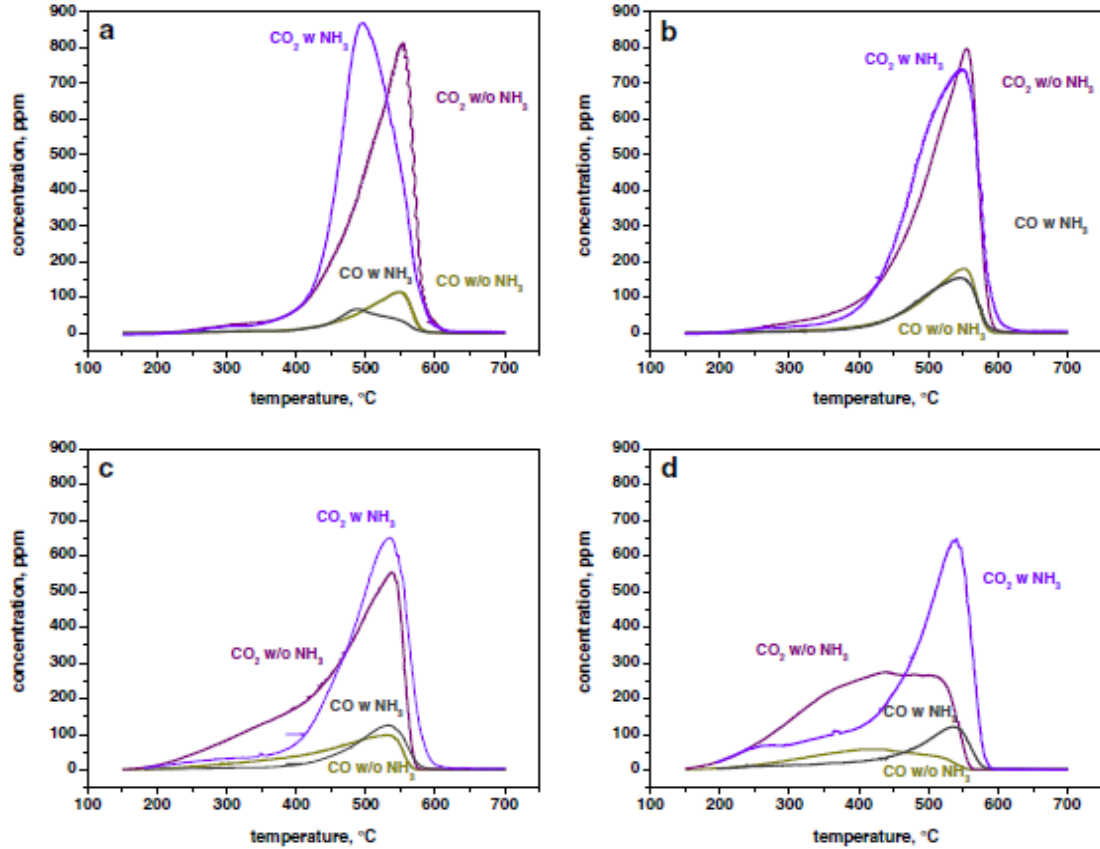 a
900
800
700
600
500
400
300
200
100
0
concentration, ppm
CO₂ w NH₃
CO₂ w/o NH₃
CO w NH₃
CO w/o NH₃
100 200 300 400 500 600 700
temperature, °C
b
900
800
700
600
500
400
300
200
100
0
concentration, ppm
CO₂ w NH₃
CO₂ w/o NH₃
CO w NH₃
CO w/o NH₃
100 200 300 400 500 600 700
temperature, °C
c
900
800
700
600
500
400
300
200
100
0
concentration, ppm
CO₂ w NH₃
CO₂ w/o NH₃
CO w NH₃
CO w/o NH₃
100 200 300 400 500 600 700
temperature, °C
d
900
800
700
600
500
400
300
200
100
0
concentration, ppm
CO₂ w NH₃
CO₂ w/o NH₃
CO w NH₃
CO w/o NH₃
100 200 300 400 500 600 700
temperature, °C